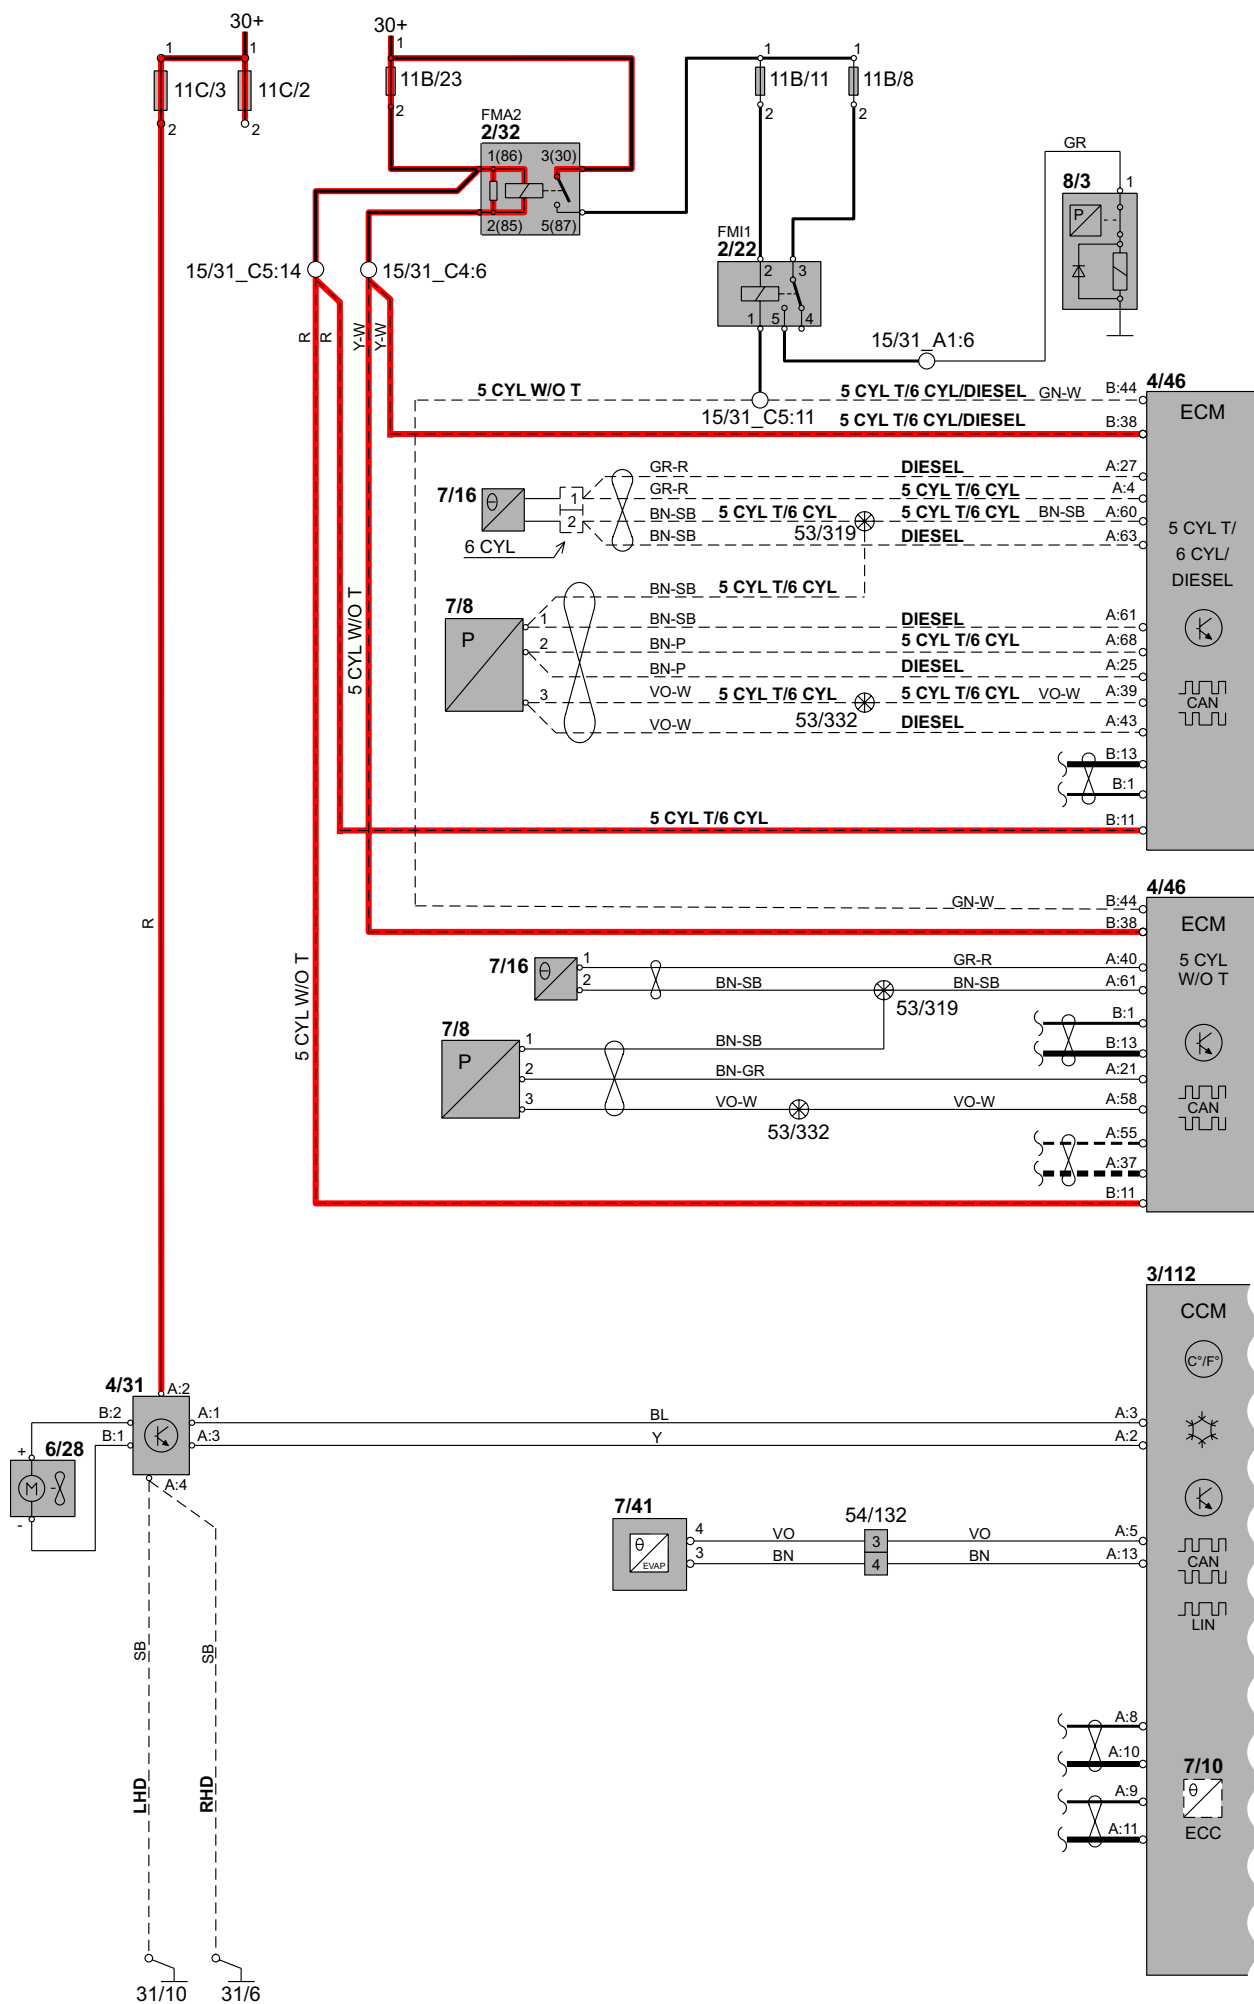 30+
30+
1
1
1
1
1
11C/3
11C/2
11B/23
11B/11
11B/8
2
2
2
2
2
FMA2
2/32
1(86)
3(30)
2(85)
5(87)
GR
8/3
1
P
FMI1
2/22
2
3
1
5
4
15/31_C5:14
15/31_C4:6
R
R
Y-W
Y-W
15/31_A1:6
5 CYL W/O T
5 CYL T/6 CYL/DIESEL
GN-W
B:44
4/46
15/31_C5:11
5 CYL T/6 CYL/DIESEL
B:38
ECM
GR-R
DIESEL
A:27
7/16
θ
1
GR-R
5 CYL T/6 CYL
A:4
2
BN-SB
5 CYL T/6 CYL
5 CYL T/6 CYL
BN-SB
A:60
53/319
6 CYL
BN-SB
DIESEL
A:63
5 CYL T/
6 CYL/
DIESEL
BN-SB
5 CYL T/6 CYL
7/8
P
1
BN-SB
DIESEL
A:61
2
BN-P
5 CYL T/6 CYL
A:68
BN-P
DIESEL
A:25
3
VO-W
5 CYL T/6 CYL
5 CYL T/6 CYL
VO-W
A:39
53/332
VO-W
DIESEL
A:43
CAN
B:13
B:1
5 CYL T/6 CYL
B:11
5 CYL W/O T
5 CYL W/O T
R
4/46
GN-W
B:44
B:38
ECM
5 CYL
W/O T
7/16
θ
1
GR-R
A:40
2
BN-SB
BN-SB
A:61
53/319
B:1
B:13
7/8
P
1
BN-SB
2
BN-GR
A:21
3
VO-W
VO-W
A:58
53/332
CAN
A:55
A:37
B:11
3/112
CCM
C°/F°
4/31
A:2
B:2
A:1
BL
A:3
B:1
A:3
Y
A:2
6/28
+
M
-
A:4
7/41
θ
EVAP
4
VO
54/132
3
VO
A:5
3
BN
4
BN
A:13
CAN
LIN
SB
SB
LHD
RHD
A:8
A:10
A:9
A:11
7/10
θ
ECC
31/10
31/6